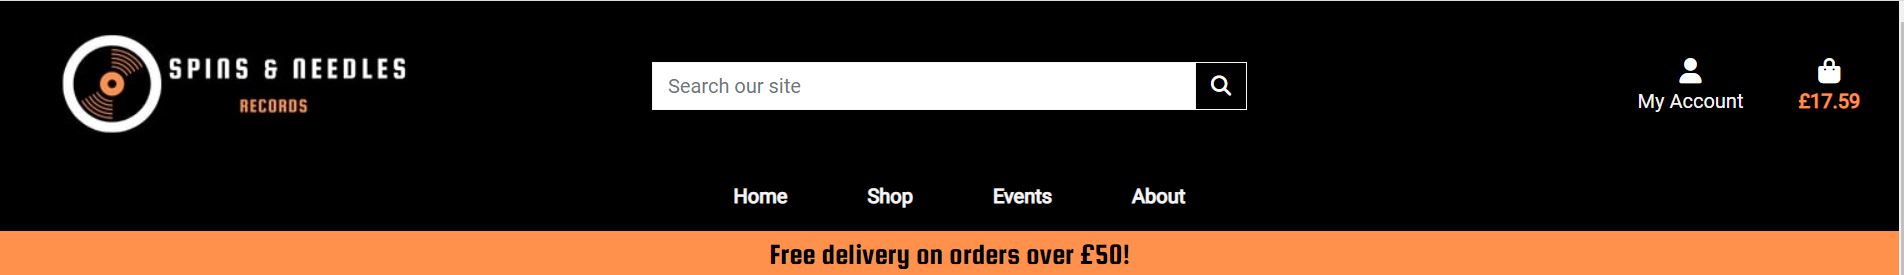 SPINS & NEEDLES
RECORDS
Search our site
My Account
£17.59
Home
Shop
Events
About
Free delivery on orders over £50!